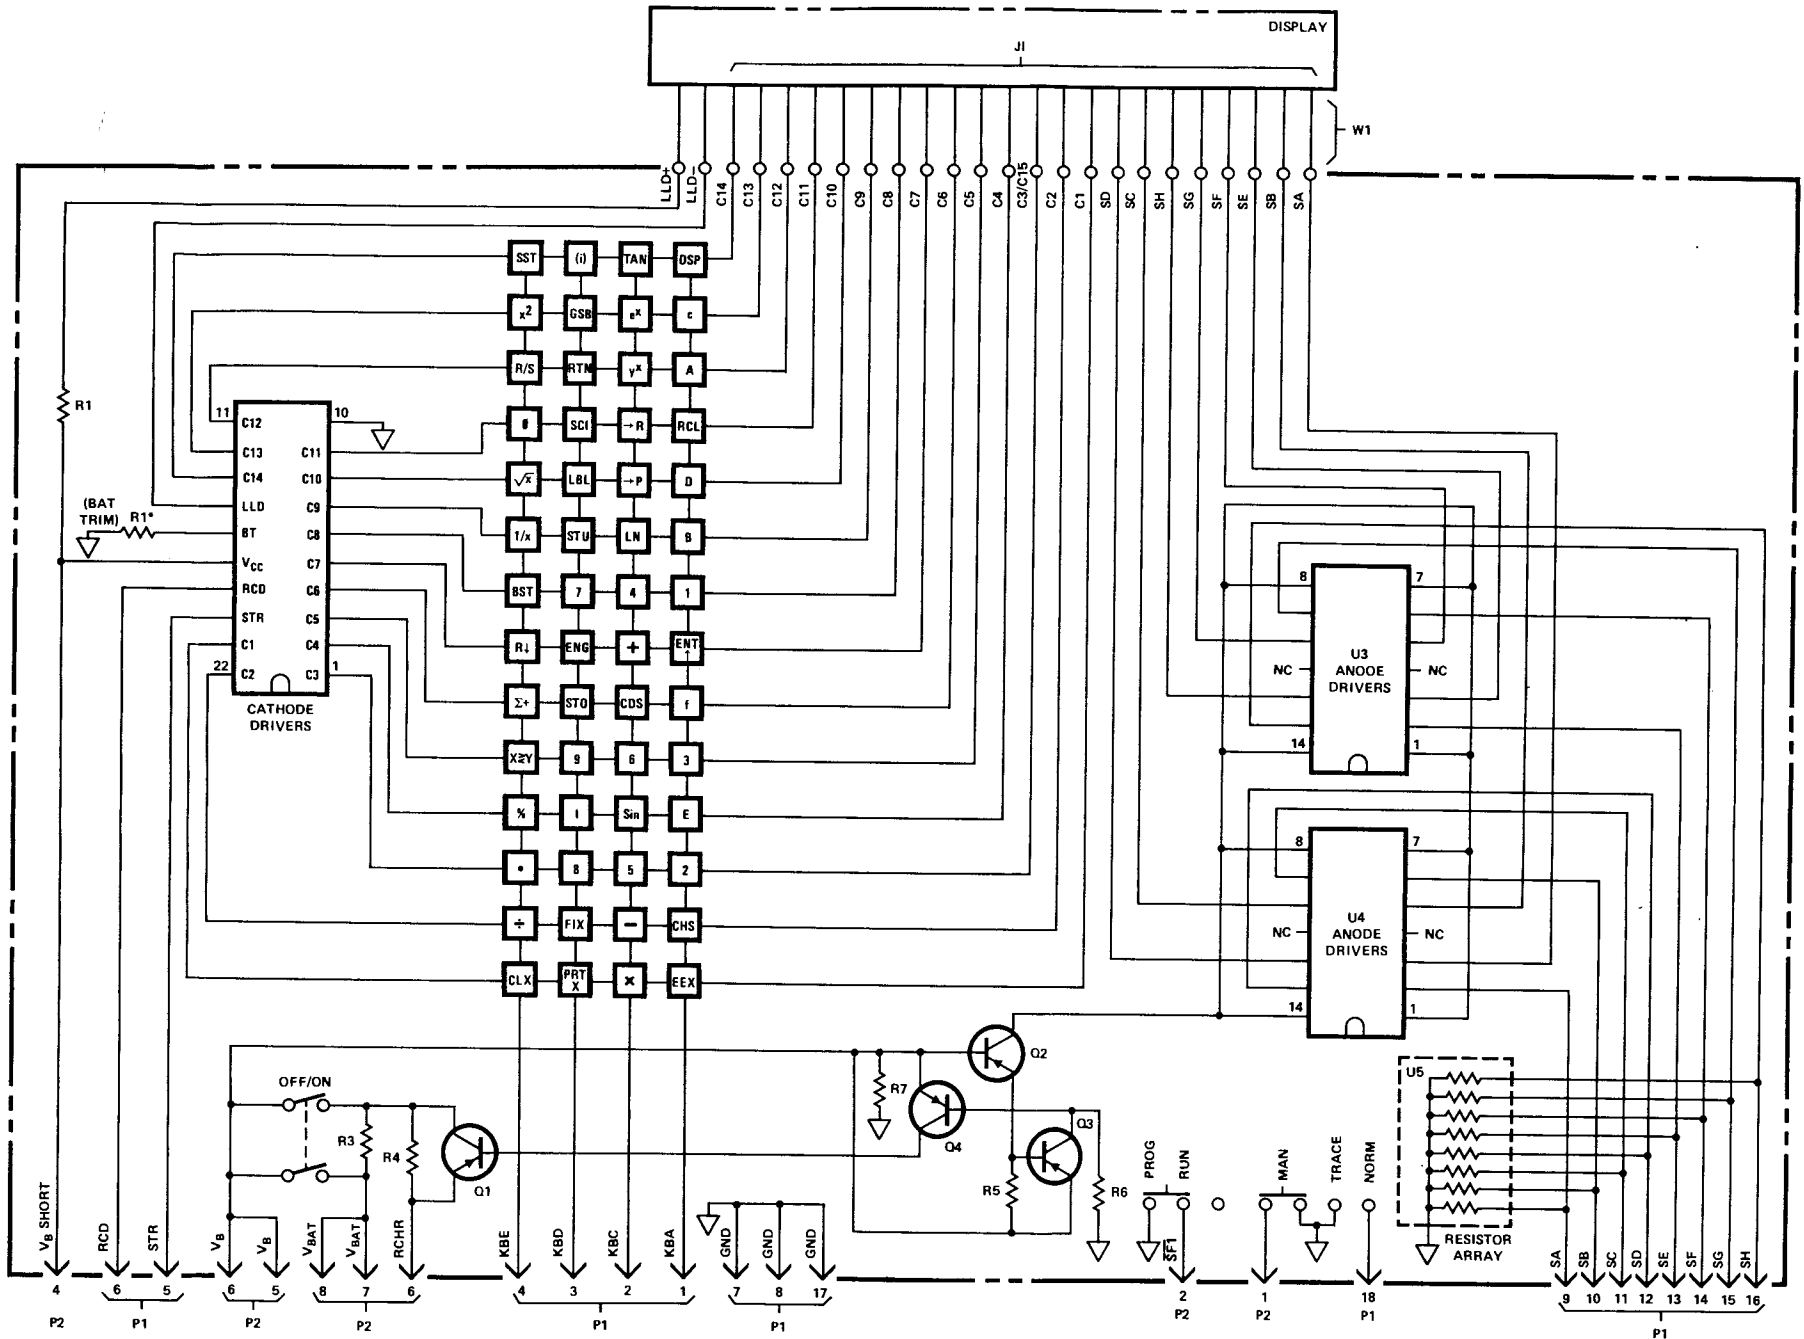 DISPLAY
J1
W1
LLD+ LLD- C14 C13 C12 C11 C10 C9 C8 C7 C6 C5 C4 C3/C15 C2 C1 SD SC SH SG SF SE SB SA
SST (i) TAN DSP
x² GSB eˣ c
R/S RTN yˣ A
SCI →R RCL
√x LBL →P D
1/x STU LN B
BST 7 4 1
R↓ ENG + ENT ↑
Σ+ STO CDS f
X≷Y 9 6 3
% I Sin E
• 8 5 2
÷ FIX − CHS
CLX PRT X × EEX
R1
11 C12 10
C13 C11
C14 C10
LLD C9
(BAT TRIM) R1* BT C8
VCC C7
RCD C6
STR C5
C1 C4
22 C2 C3 1
CATHODE
DRIVERS
8 7
U3
ANODE
DRIVERS
NC NC
14 1
8 7
U4
ANODE
DRIVERS
NC NC
14 1
OFF/ON
R3 R4 Q1
R7 Q4 Q2 Q3 R5 R6
PROG RUN MAN TRACE NORM
U5
RESISTOR
ARRAY
VB SHORT RCD STR VB VB VBAT VBAT RCHR KBE KBD KBC KBA GND GND GND SF1 SA SB SC SD SE SF SG SH
4 6 5 6 5 8 7 6 4 3 2 1 7 8 17 2 1 18 9 10 11 12 13 14 15 16
P2 P1 P2 P2 P1 P1 P2 P2 P1 P1